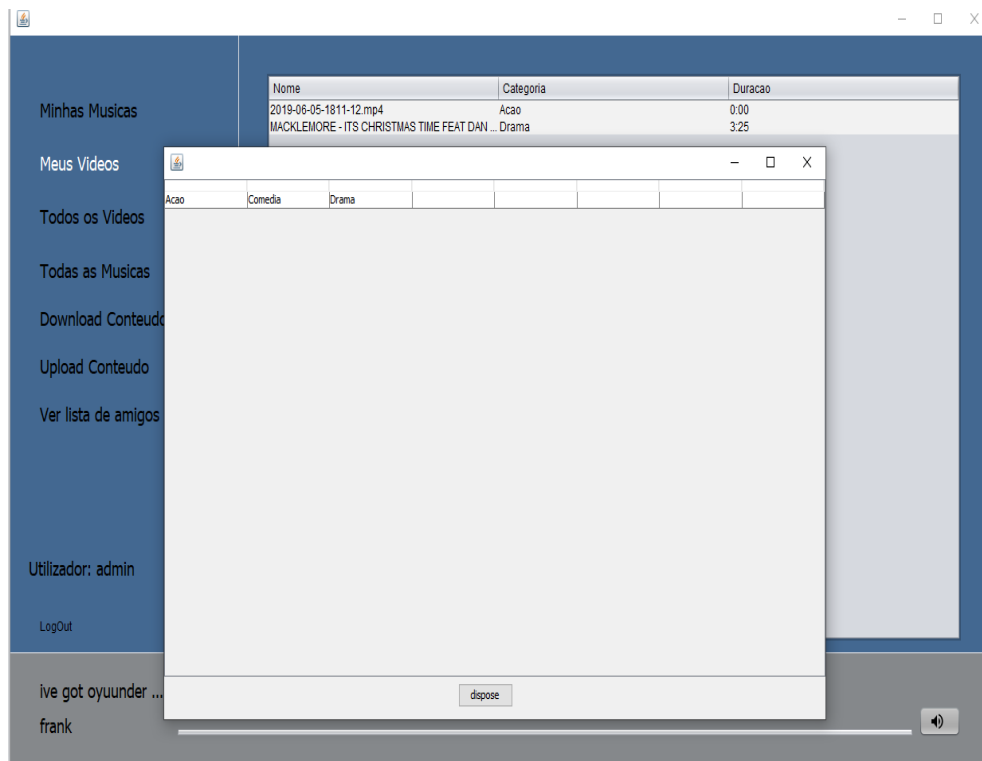 Nome Categoria Duracao
2019-06-05-1811-12.mp4 Acao 0:00
MACKLEMORE - ITS CHRISTMAS TIME FEAT DAN ... Drama 3:25
Minhas Musicas
Meus Videos
Todos os Videos
Todas as Musicas
Download Conteudo
Upload Conteudo
Ver lista de amigos
Utilizador: admin
LogOut
Acao Comedia Drama
dispose
ive got oyuunder ...
frank